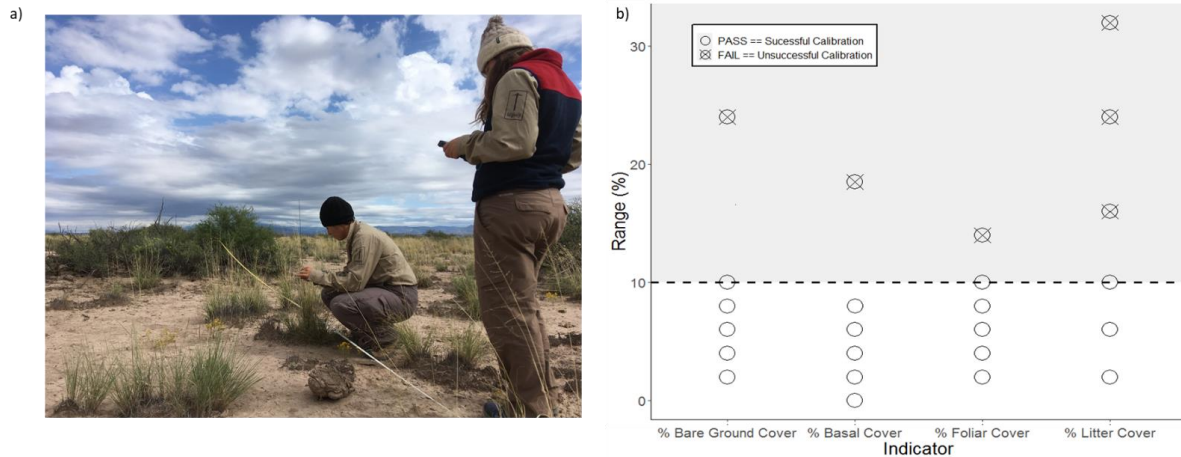 a)
b)
PASS == Sucessful Calibration
FAIL == Unsuccessful Calibration
30
20
10
0
Range (%)
% Bare Ground Cover
% Basal Cover
% Foliar Cover
% Litter Cover
Indicator